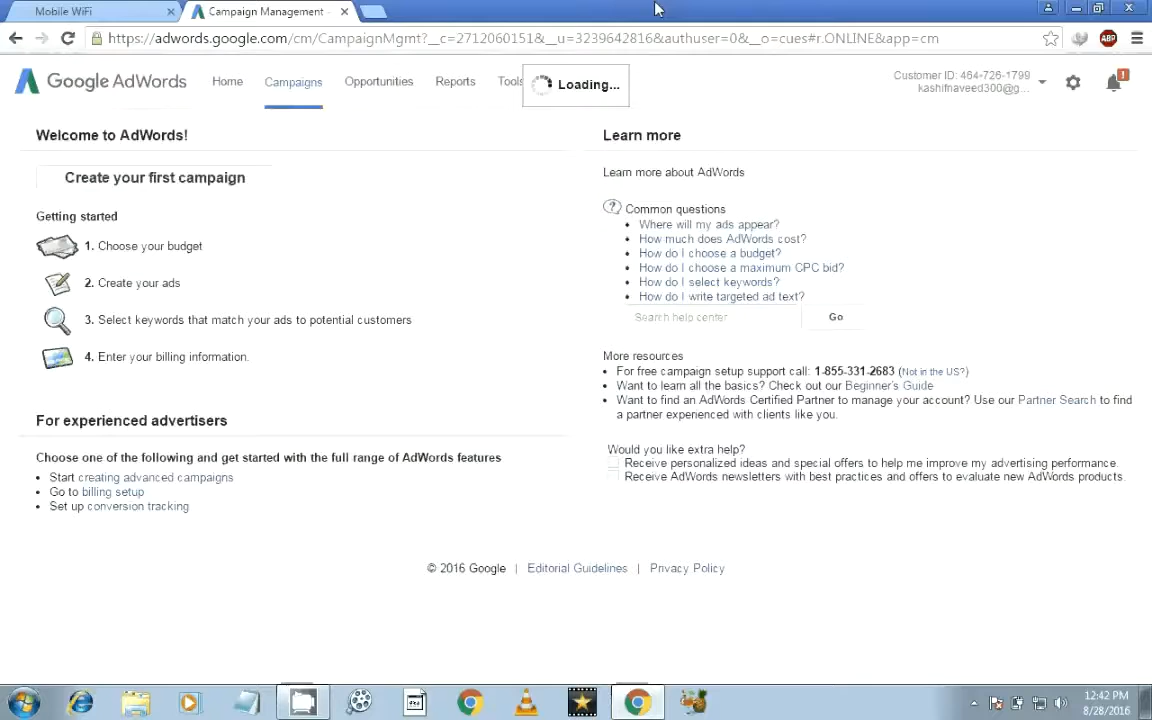 Mobile WiFi
Campaign Management
https://adwords.google.com/cm/CampaignMgmt?__c=2712060151&__u=3239642816&authuser=0&__o=cues#r.ONLINE&app=cm
ABP
Google AdWords
Home
Campaigns
Opportunities
Reports
Tools
Loading...
Customer ID: 464-726-1799
kashifnaveed300@g...
1
Welcome to AdWords!
Create your first campaign
Getting started
1. Choose your budget
2. Create your ads
3. Select keywords that match your ads to potential customers
4. Enter your billing information.
For experienced advertisers
Choose one of the following and get started with the full range of AdWords features
Start creating advanced campaigns
Go to billing setup
Set up conversion tracking
Learn more
Learn more about AdWords
Common questions
Where will my ads appear?
How much does AdWords cost?
How do I choose a budget?
How do I choose a maximum CPC bid?
How do I select keywords?
How do I write targeted ad text?
Search help center
Go
More resources
For free campaign setup support call: 1-855-331-2683 (Not in the US?)
Want to learn all the basics? Check out our Beginner's Guide
Want to find an AdWords Certified Partner to manage your account? Use our Partner Search to find
a partner experienced with clients like you.
Would you like extra help?
Receive personalized ideas and special offers to help me improve my advertising performance.
Receive AdWords newsletters with best practices and offers to evaluate new AdWords products.
© 2016 Google | Editorial Guidelines | Privacy Policy
12:42 PM
8/28/2016